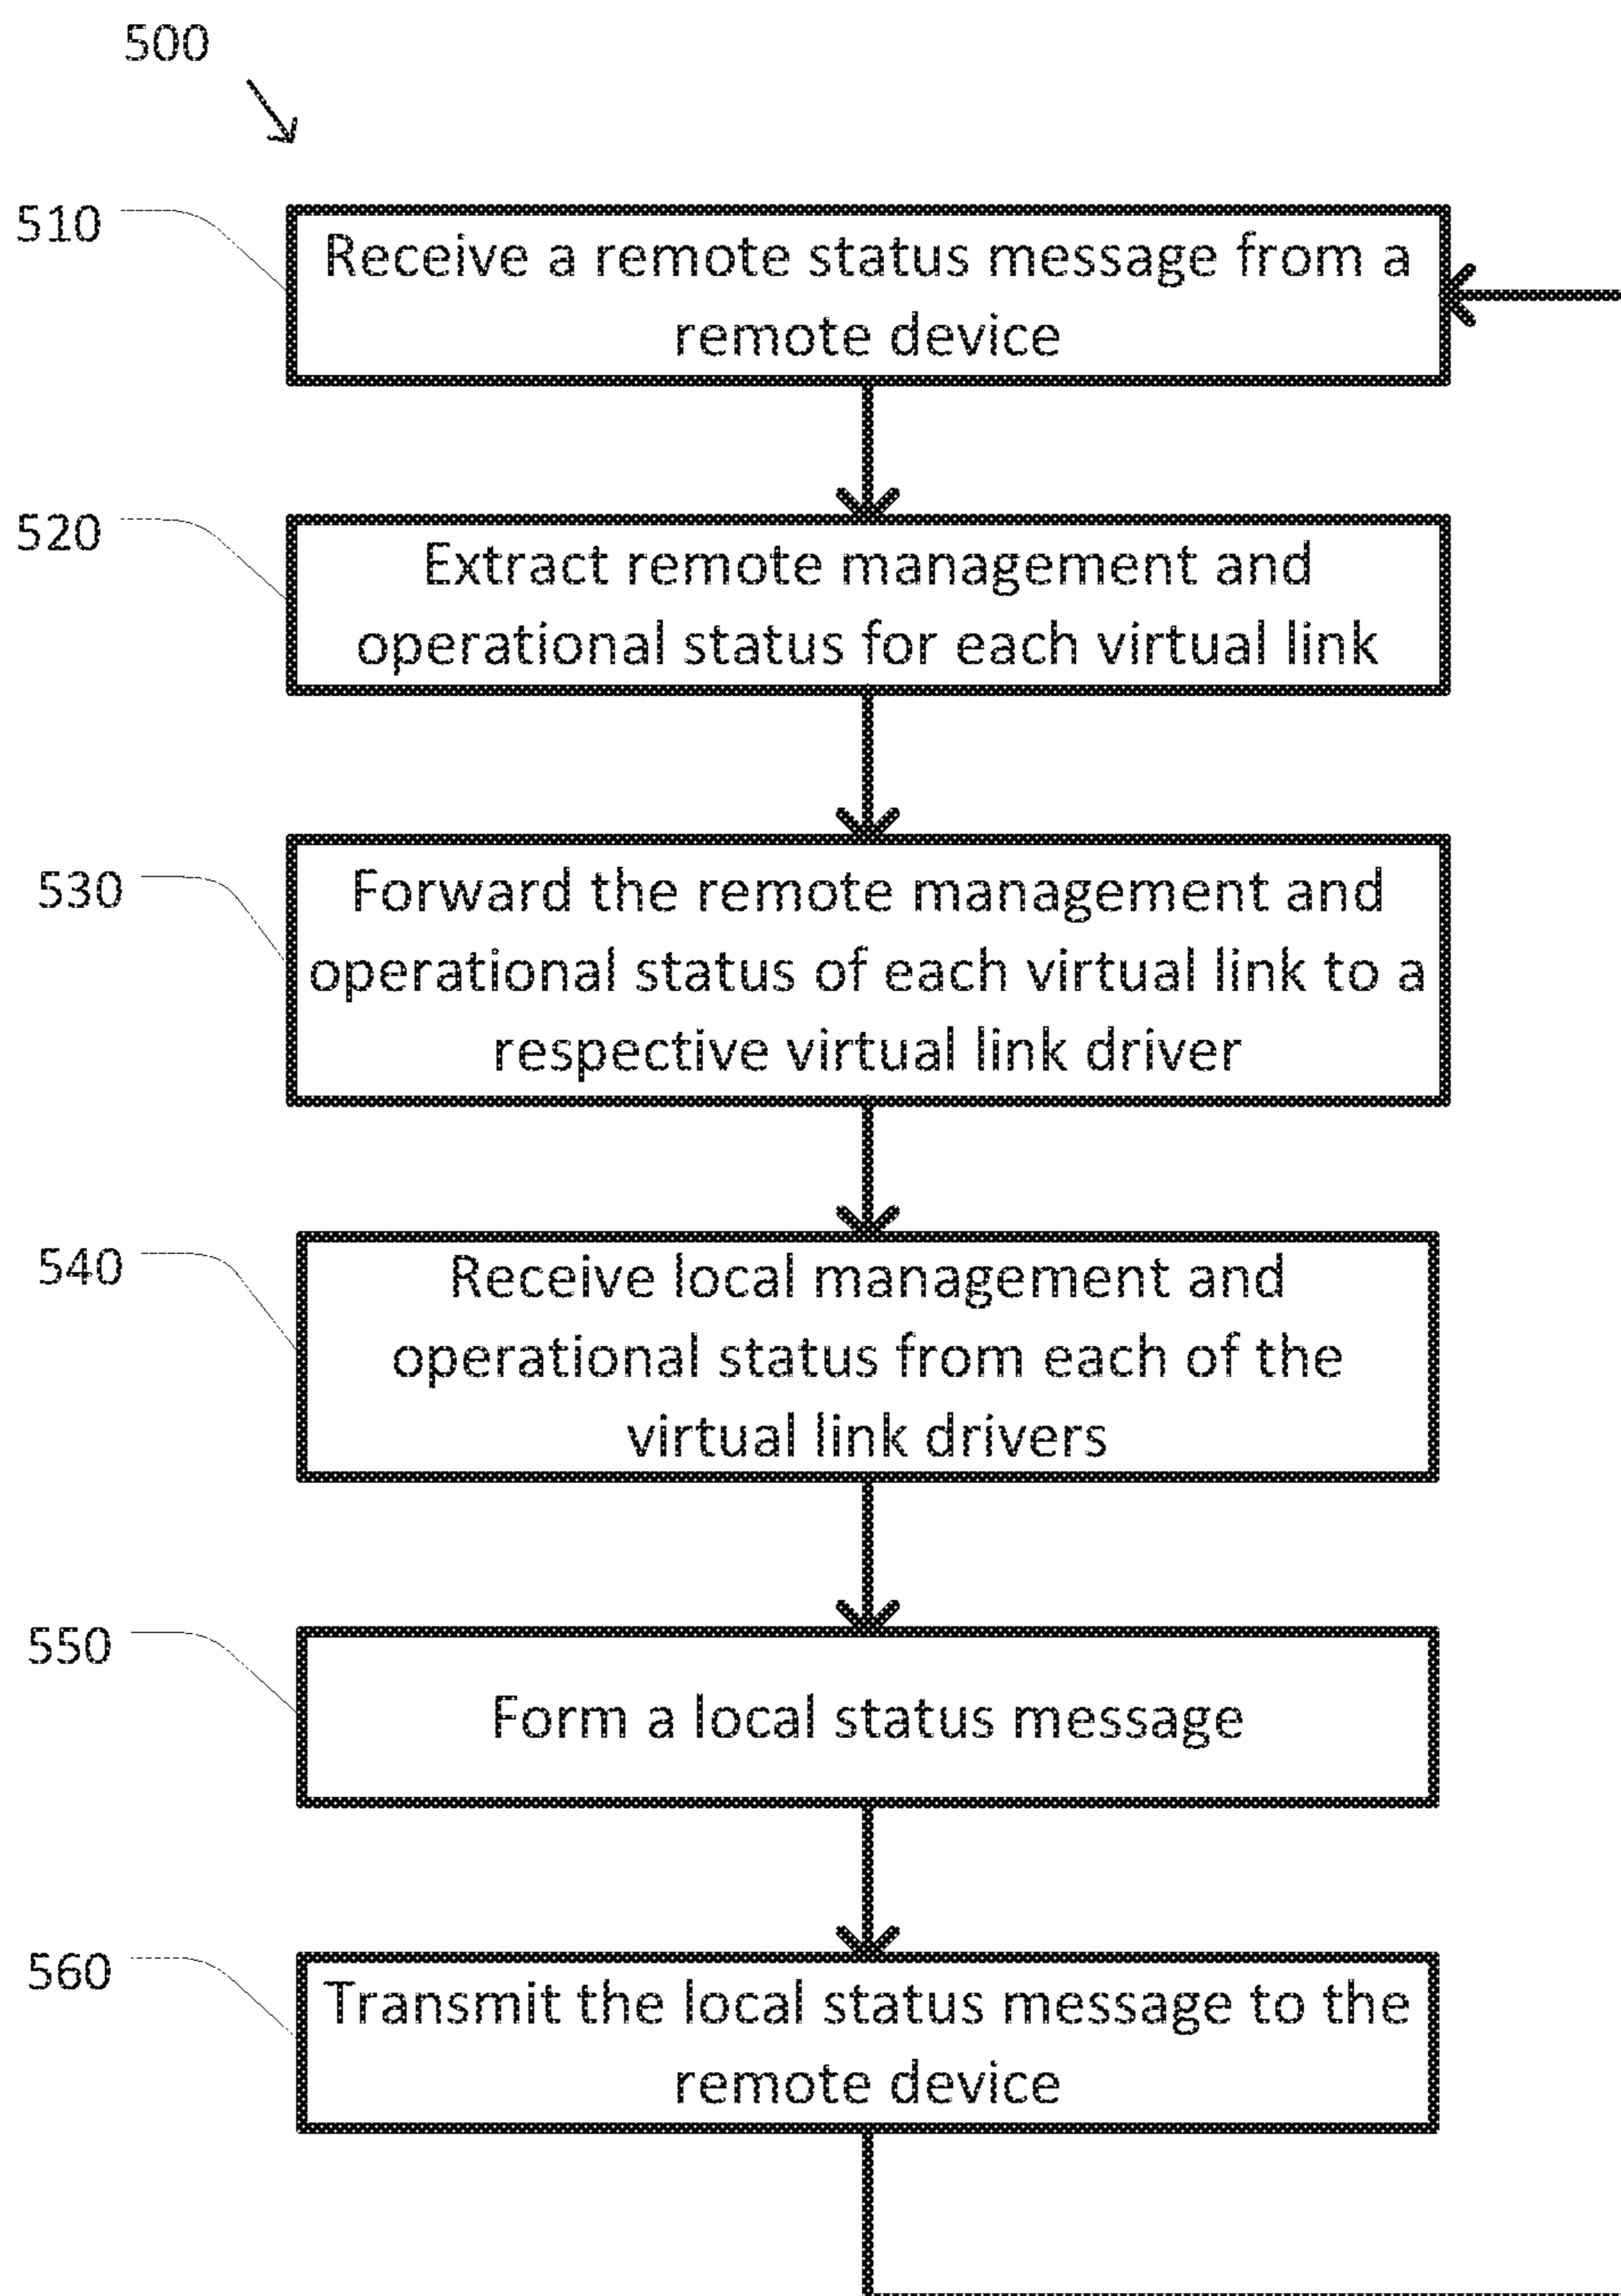 500
510
Receive a remote status message from a
remote device
520
Extract remote management and
operational status for each virtual link
530
Forward the remote management and
operational status of each virtual link to a
respective virtual link driver
540
Receive local management and
operational status from each of the
virtual link drivers
550
Form a local status message
560
Transmit the local status message to the
remote device